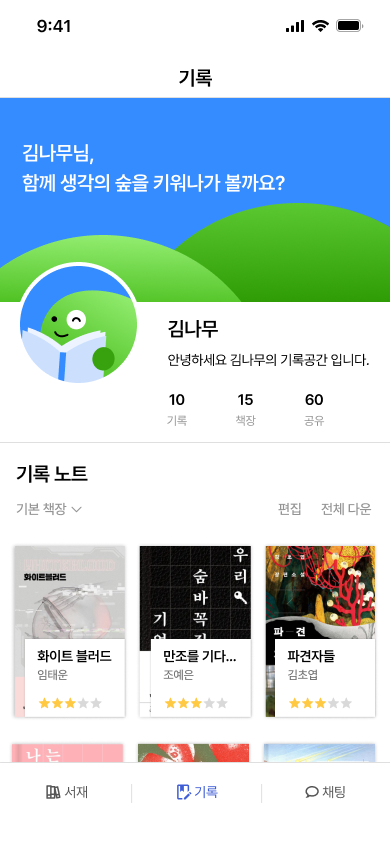 9:41
기록
김나무님,
함께 생각의 숲을 키워나가 볼까요?
김나무
안녕하세요 김나무의 기록공간 입니다.
10 15 60
기록 책장 공유
기록 노트
기본 책장 편집 전체 다운
화이트블러드
우리
숨바꼭
기
장편소설
파견
화이트 블러드 만조를 기다... 파견자들
임태운 조예은 김초엽
나는
서재 기록 채팅